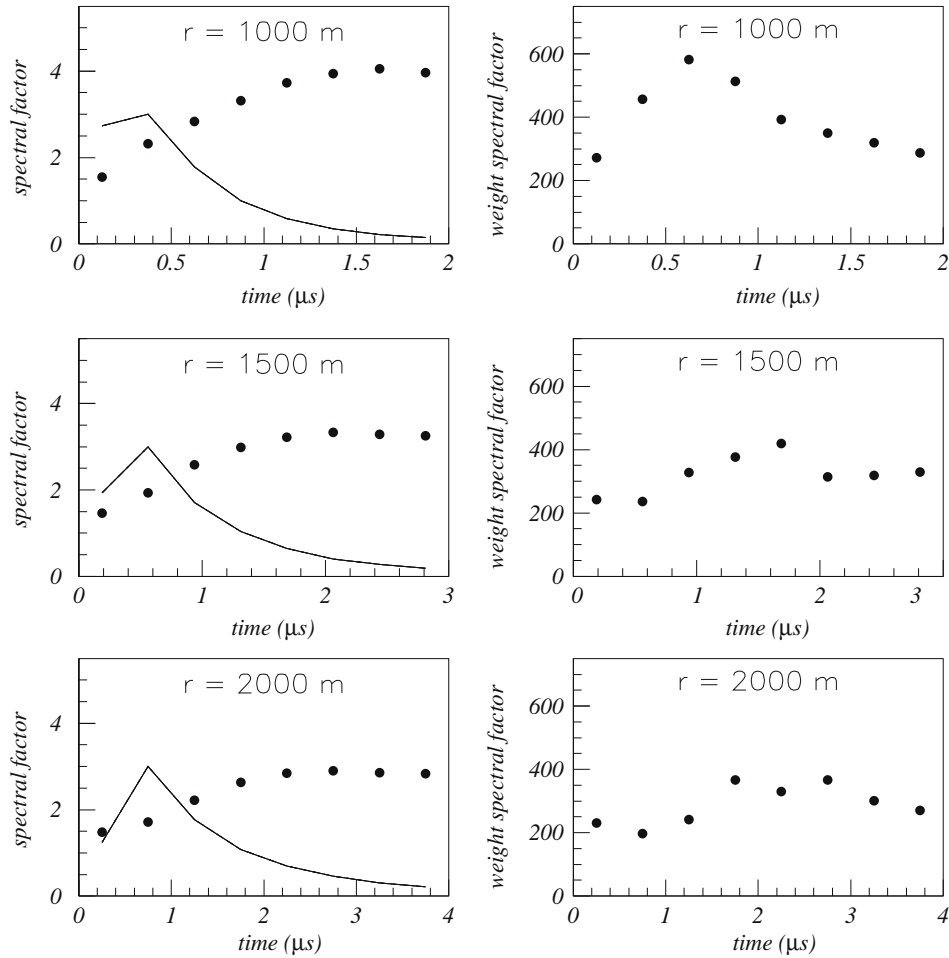 r = 1000 m
spectral factor
4
2
0
0 0.5 1 1.5 2
time (μs)
r = 1000 m
weight spectral factor
600
400
200
0
0 0.5 1 1.5 2
time (μs)
r = 1500 m
spectral factor
4
2
0
0 1 2 3
time (μs)
r = 1500 m
weight spectral factor
600
400
200
0
0 1 2 3
time (μs)
r = 2000 m
spectral factor
4
2
0
0 1 2 3 4
time (μs)
r = 2000 m
weight spectral factor
600
400
200
0
0 1 2 3 4
time (μs)